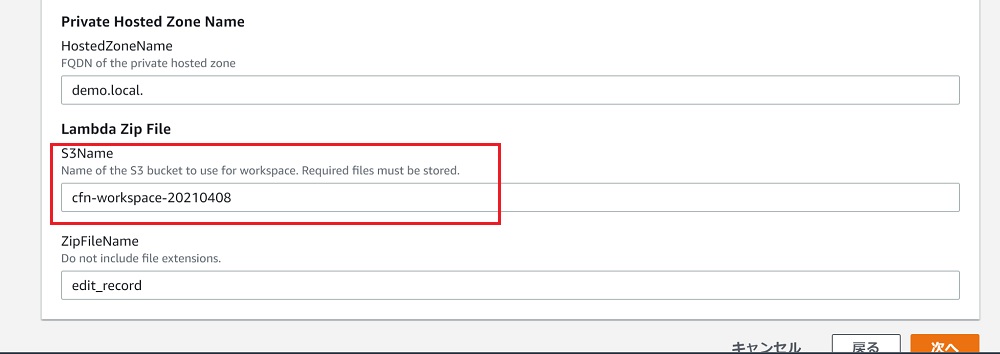 Private Hosted Zone Name
HostedZoneName
FQDN of the private hosted zone
demo.local.
Lambda Zip File
S3Name
Name of the S3 bucket to use for workspace. Required files must be stored.
cfn-workspace-20210408
ZipFileName
Do not include file extensions.
edit_record
キャンセル 戻る 次へ